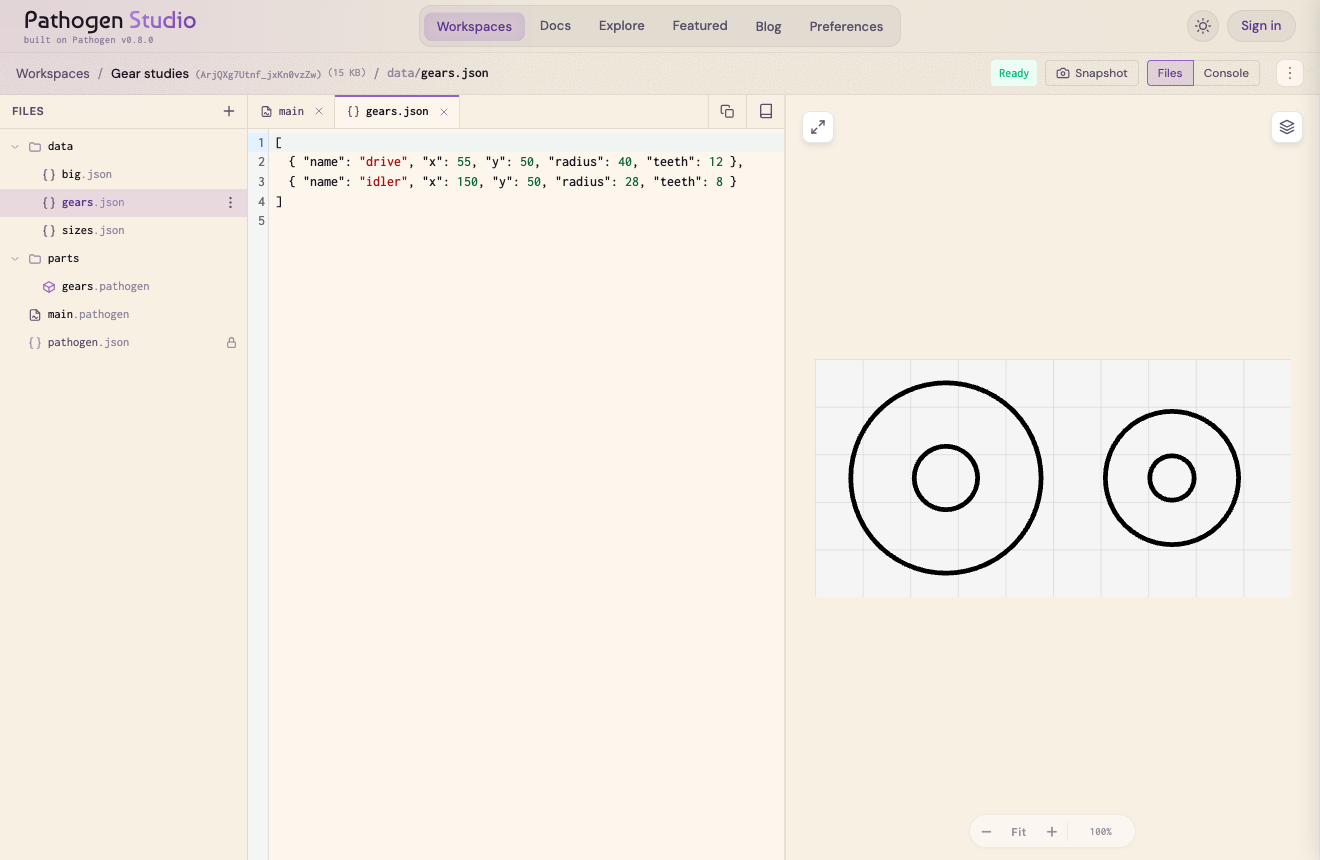 Pathogen Studio
built on Pathogen v0.8.0
Workspaces Docs Explore Featured Blog Preferences
Sign in
Workspaces / Gear studies (ArjQXg7Utnf_jxKn0vzZw) (15 KB) / data/gears.json
Ready Snapshot Files Console
FILES
data
{} big.json
{} gears.json
{} sizes.json
parts
gears.pathogen
main.pathogen
{} pathogen.json
main
{} gears.json
1 [
2 { "name": "drive", "x": 55, "y": 50, "radius": 40, "teeth": 12 },
3 { "name": "idler", "x": 150, "y": 50, "radius": 28, "teeth": 8 }
4 ]
5
Fit 100%